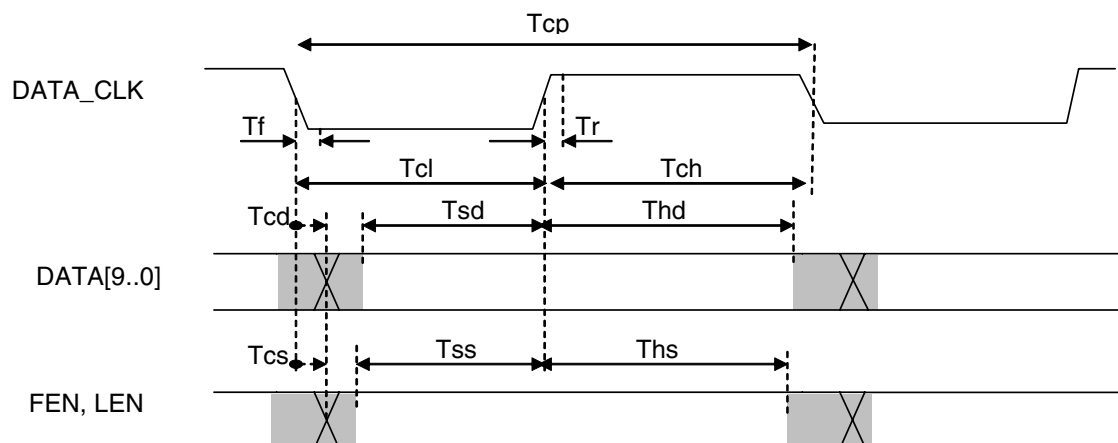 Tcp
DATA_CLK
Tf
Tr
Tcl
Tch
Tcd
Tsd
Thd
DATA[9..0]
Tcs
Tss
Ths
FEN, LEN